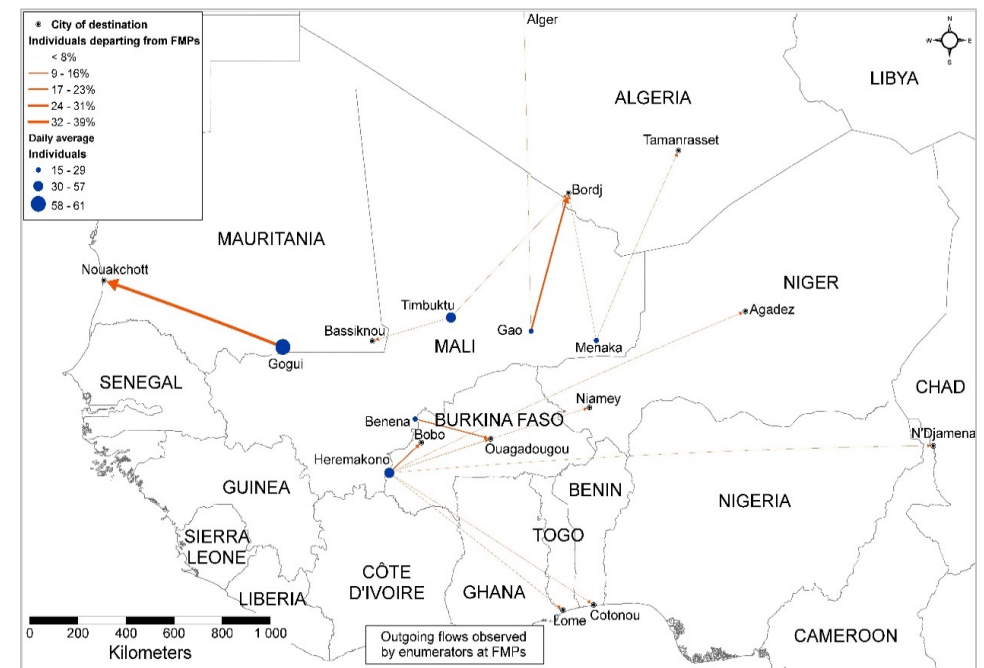 City of destination
Individuals departing from FMPs
< 8%
9 - 16%
17 - 23%
24 - 31%
32 - 39%
Daily average
Individuals
15 - 29
30 - 57
58 - 61
Alger
N
W E
S
LIBYA
ALGERIA
Tamanrasset
Bordj
MAURITANIA
Nouakchott
NIGER
Timbuktu
Agadez
Bassiknou
Gao
MALI
Menaka
Gogui
SENEGAL
CHAD
Niamey
Benena
BURKINA FASO
Bobo
N'Djamena
Ouagadougou
Heremakono
GUINEA
BENIN
NIGERIA
SIERRA
LEONE
TOGO
CÔTE
D'IVOIRE
GHANA
LIBERIA
Lome
Cotonou
0 200 400 600 800 1 000
Kilometers
Outgoing flows observed
by enumerators at FMPs
CAMEROON